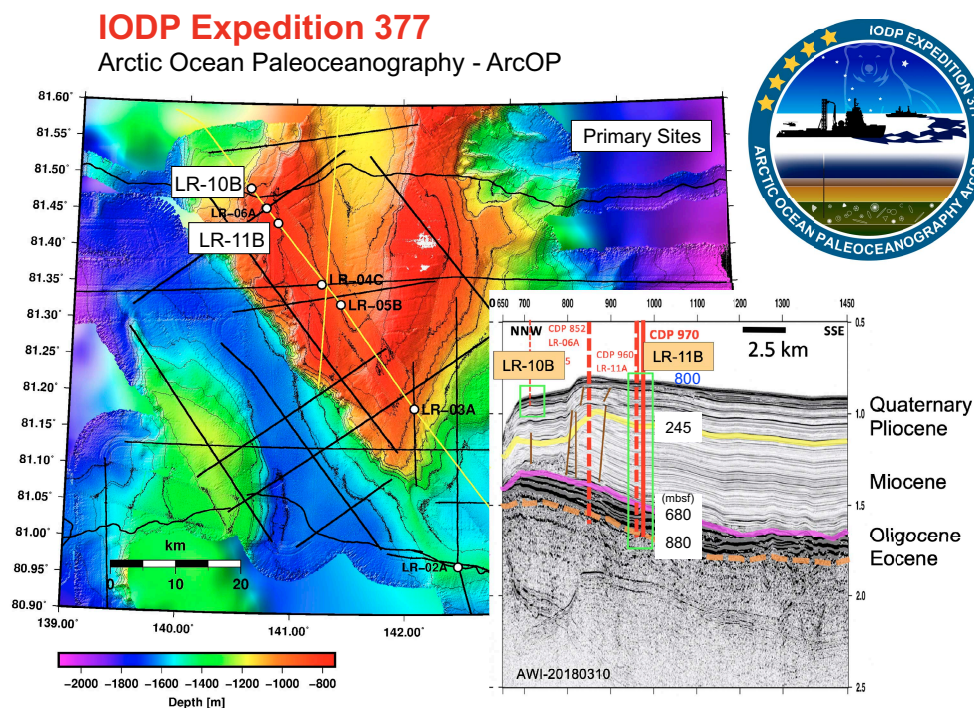 IODP Expedition 377
Arctic Ocean Paleoceanography - ArcOP
IODP EXPEDITION
ARCTIC OCEAN PALEOCEANOGRAPHY
Primary Sites
81.60°
81.55°
81.50°
81.45°
81.40°
81.35°
81.30°
81.25°
81.20°
81.15°
81.10°
81.05°
81.00°
80.95°
80.90°
139.00°
140.00°
141.00°
142.00°
LR-10B
LR-06A
LR-11B
LR-04C
LR-05B
LR-03A
LR-02A
km
0 10 20
−2000 −1800 −1600 −1400 −1200 −1000 −800
Depth [m]
650 700 800 900 1000 1100 1200 1300 1450
NNW
SSE
2.5 km
CDP 852
LR-06A
CDP 960
LR-11A
CDP 970
LR-10B
LR-11B
800
245
(mbsf)
680
880
0.5
1.0
1.5
2.0
2.5
Quaternary
Pliocene
Miocene
Oligocene
Eocene
AWI-20180310